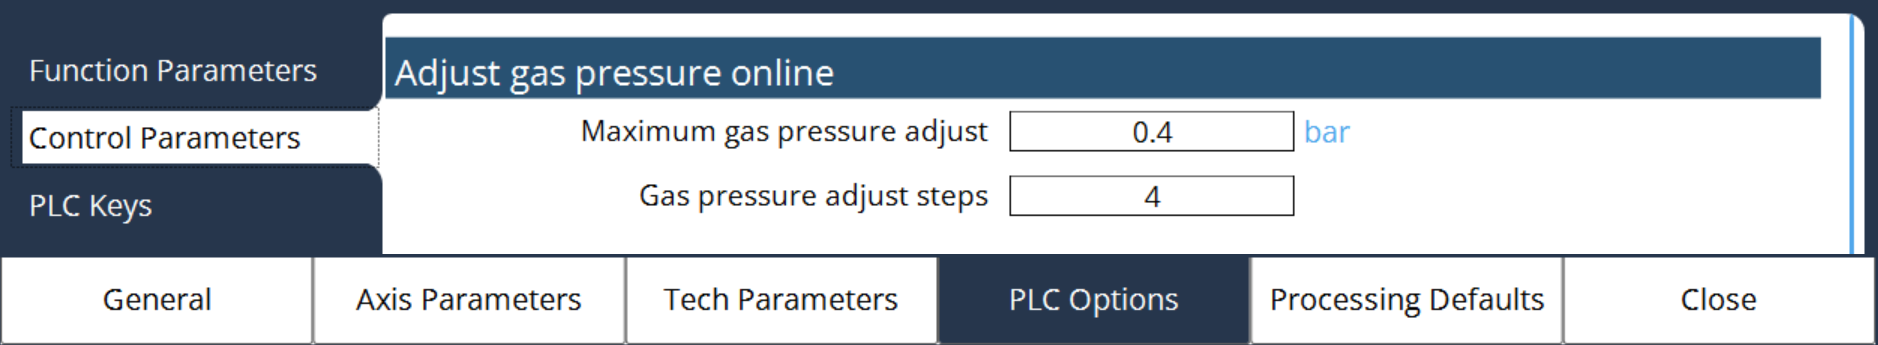 Function Parameters
Control Parameters
PLC Keys
Adjust gas pressure online
Maximum gas pressure adjust 0.4 bar
Gas pressure adjust steps 4
General Axis Parameters Tech Parameters PLC Options Processing Defaults Close